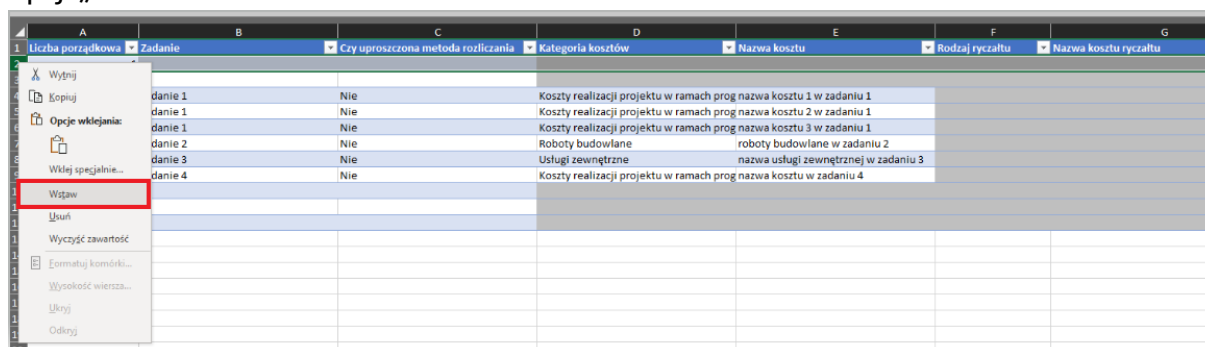 A B C D E F G
1 Liczba porządkowa Zadanie Czy uproszczona metoda rozliczania Kategoria kosztów Nazwa kosztu Rodzaj ryczałtu Nazwa kosztu ryczałtu
Wytnij
Kopiuj
Opcje wklejania:
Wklej specjalnie...
Wstaw
Usuń
Wyczyść zawartość
Formatuj komórki...
Wysokość wiersza...
Ukryj
Odkryj
danie 1 Nie Koszty realizacji projektu w ramach prog nazwa kosztu 1 w zadaniu 1
danie 1 Nie Koszty realizacji projektu w ramach prog nazwa kosztu 2 w zadaniu 1
danie 1 Nie Koszty realizacji projektu w ramach prog nazwa kosztu 3 w zadaniu 1
danie 2 Nie Roboty budowlane roboty budowlane w zadaniu 2
danie 3 Nie Usługi zewnętrzne nazwa usługi zewnętrznej w zadaniu 3
danie 4 Nie Koszty realizacji projektu w ramach prog nazwa kosztu w zadaniu 4